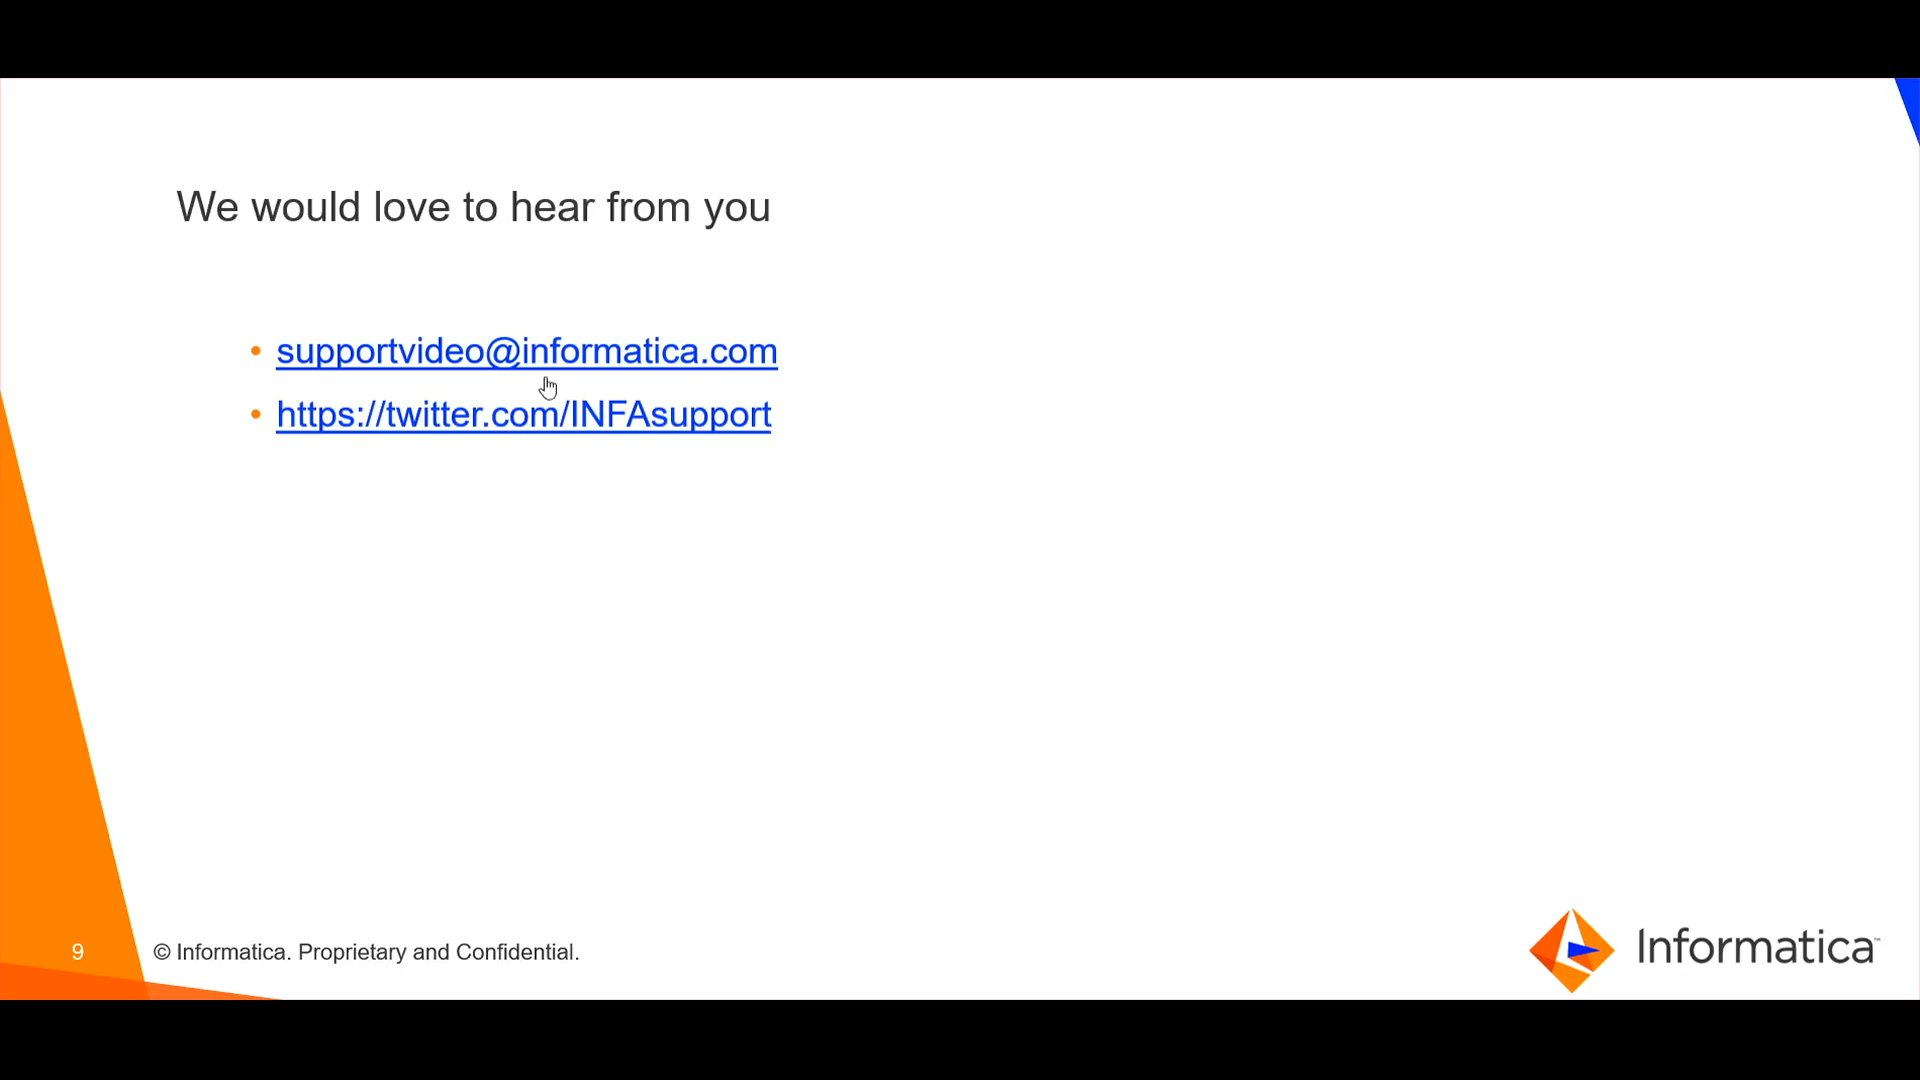 We would love to hear from you
• supportvideo@informatica.com
• https://twitter.com/INFAsupport
9
© Informatica. Proprietary and Confidential.
Informatica™